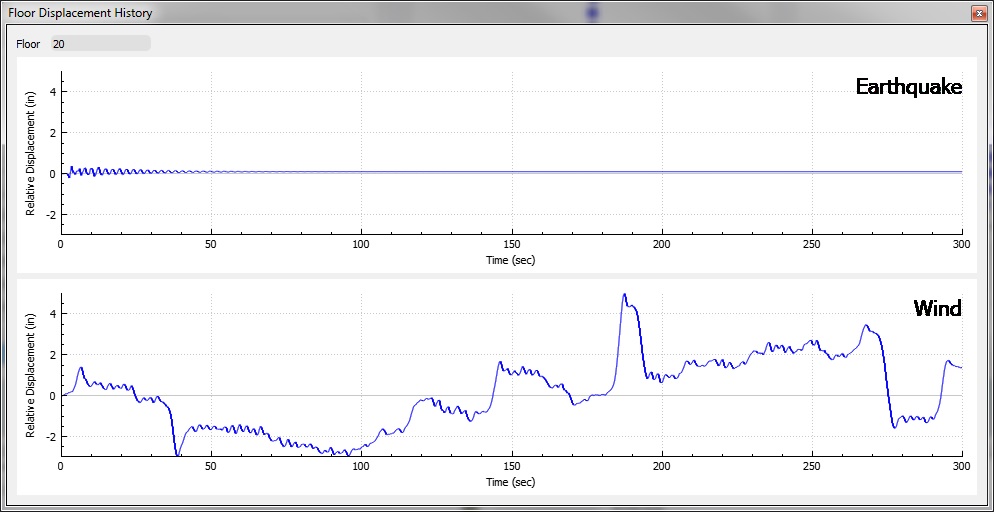 Floor Displacement History
Floor 20
Earthquake
Relative Displacement (in)
4
2
0
-2
0 50 100 150 200 250 300
Time (sec)
Wind
Relative Displacement (in)
4
2
0
-2
0 50 100 150 200 250 300
Time (sec)